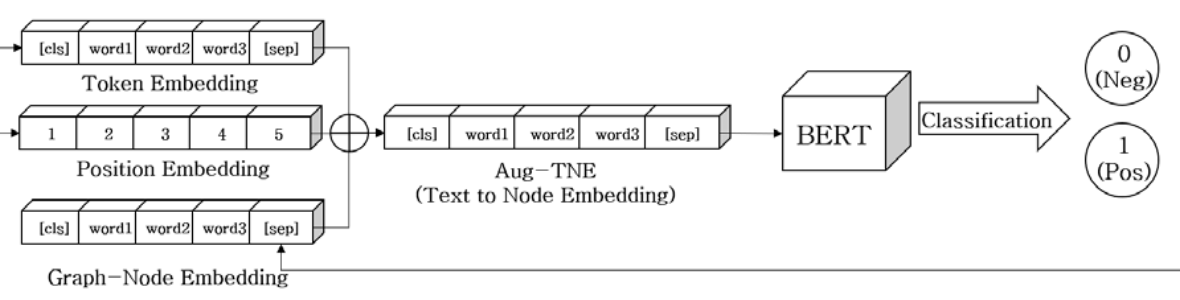 [cls] word1 word2 word3 [sep]
Token Embedding
1 2 3 4 5
Position Embedding
[cls] word1 word2 word3 [sep]
Graph-Node Embedding
[cls] word1 word2 word3 [sep]
Aug-TNE
(Text to Node Embedding)
BERT
Classification
0
(Neg)
1
(Pos)